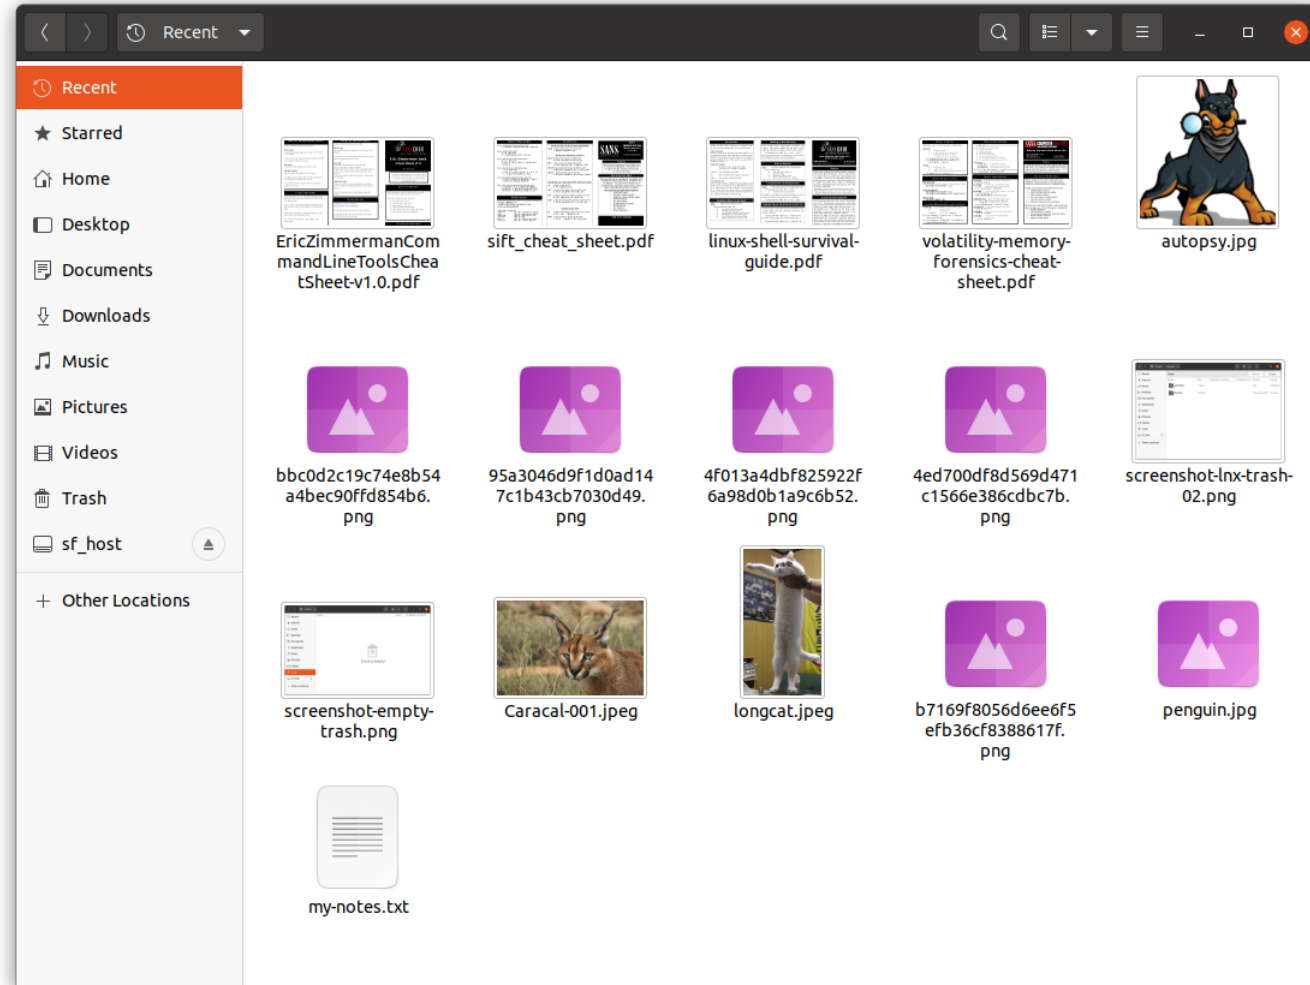 Recent
Recent
Starred
Home
Desktop
Documents
Downloads
Music
Pictures
Videos
Trash
sf_host
Other Locations
EricZimmermanCom
mandLineToolsChea
tSheet-v1.0.pdf
sift_cheat_sheet.pdf
linux-shell-survival-
guide.pdf
volatility-memory-
forensics-cheat-
sheet.pdf
autopsy.jpg
bbc0d2c19c74e8b54
a4bec90ffd854b6.
png
95a3046d9f1d0ad14
7c1b43cb7030d49.
png
4f013a4dbf825922f
6a98d0b1a9c6b52.
png
4ed700df8d569d471
c1566e386cdbc7b.
png
screenshot-lnx-trash-
02.png
screenshot-empty-
trash.png
Caracal-001.jpeg
longcat.jpeg
b7169f8056d6ee6f5
efb36cf8388617f.
png
penguin.jpg
my-notes.txt